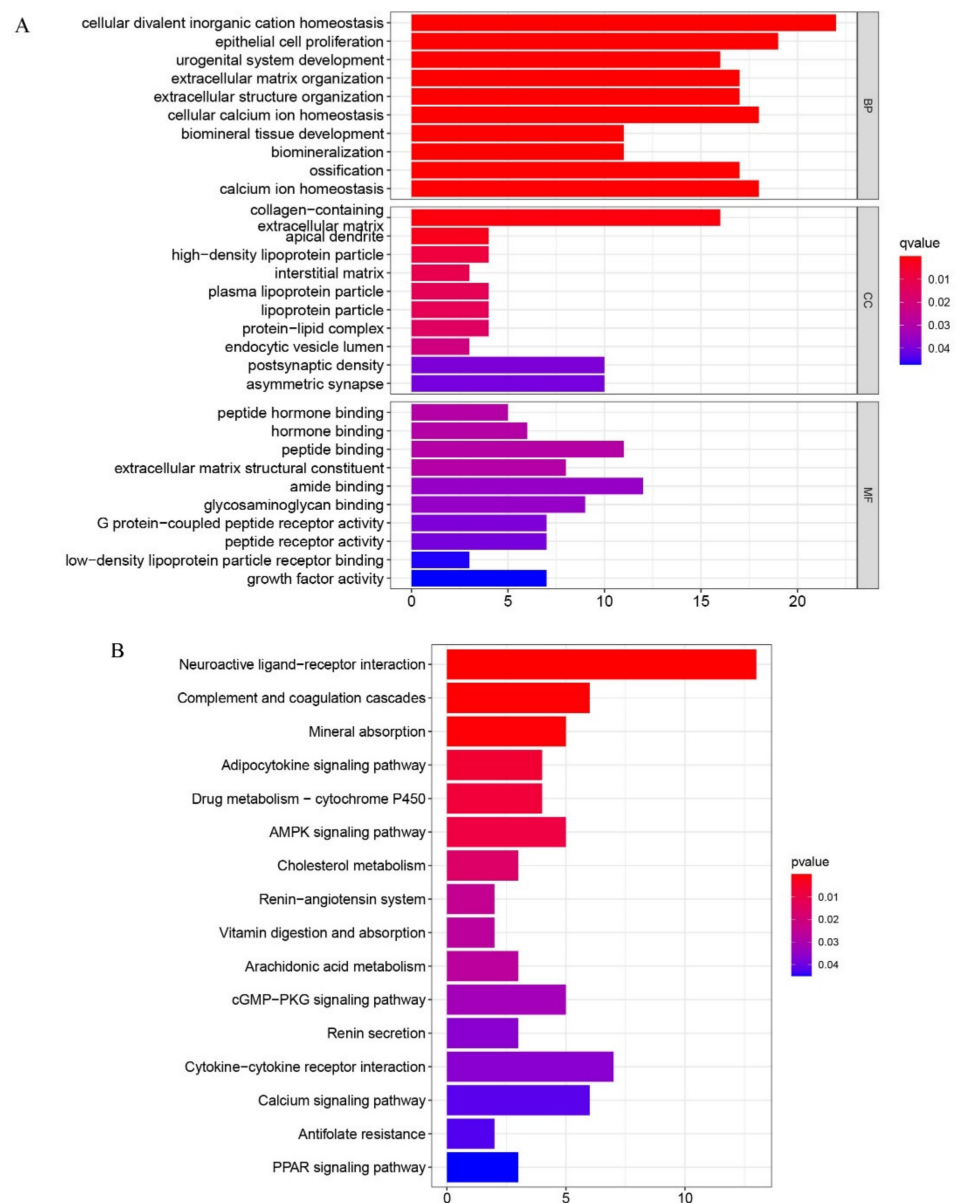 A
cellular divalent inorganic cation homeostasis
epithelial cell proliferation
urogenital system development
extracellular matrix organization
extracellular structure organization
cellular calcium ion homeostasis
biomineral tissue development
biomineralization
ossification
calcium ion homeostasis
BP
collagen−containing
extracellular matrix
apical dendrite
high−density lipoprotein particle
interstitial matrix
plasma lipoprotein particle
lipoprotein particle
protein−lipid complex
endocytic vesicle lumen
postsynaptic density
asymmetric synapse
CC
peptide hormone binding
hormone binding
peptide binding
extracellular matrix structural constituent
amide binding
glycosaminoglycan binding
G protein−coupled peptide receptor activity
peptide receptor activity
low−density lipoprotein particle receptor binding
growth factor activity
MF
0 5 10 15 20
qvalue
0.01
0.02
0.03
0.04
B
Neuroactive ligand−receptor interaction
Complement and coagulation cascades
Mineral absorption
Adipocytokine signaling pathway
Drug metabolism − cytochrome P450
AMPK signaling pathway
Cholesterol metabolism
Renin−angiotensin system
Vitamin digestion and absorption
Arachidonic acid metabolism
cGMP−PKG signaling pathway
Renin secretion
Cytokine−cytokine receptor interaction
Calcium signaling pathway
Antifolate resistance
PPAR signaling pathway
0 5 10
pvalue
0.01
0.02
0.03
0.04